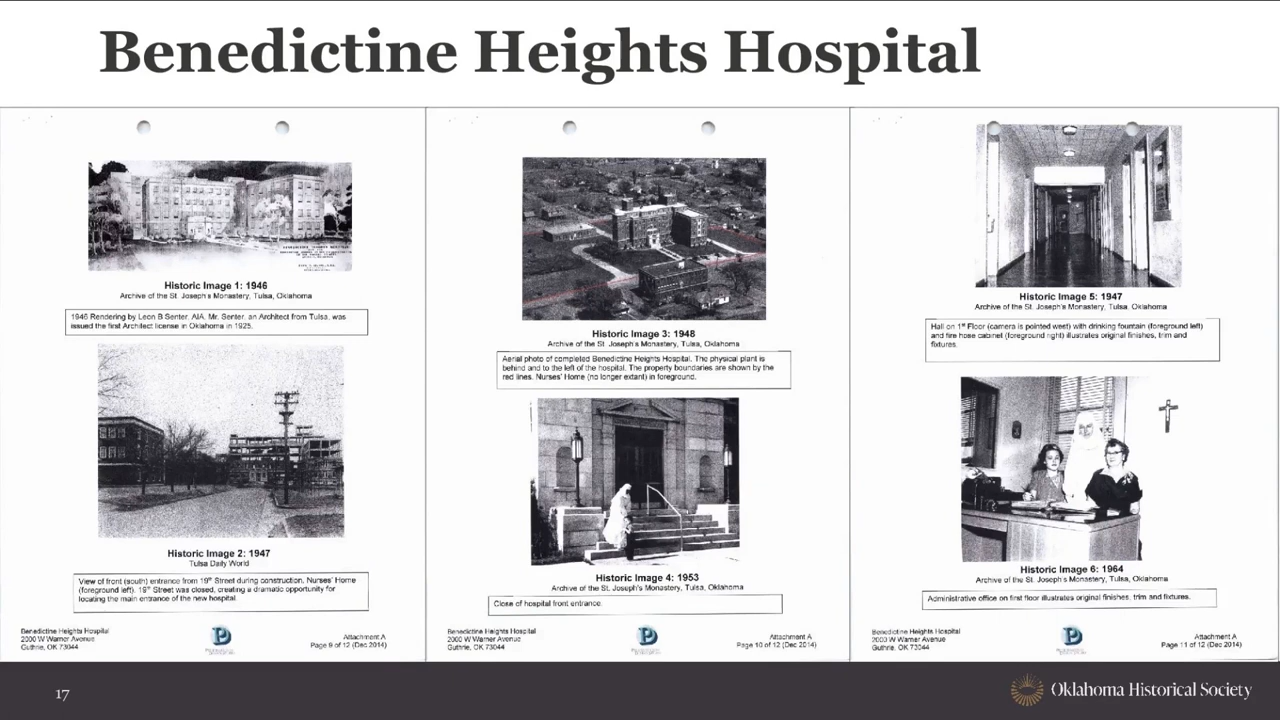 Benedictine Heights Hospital
Historic Image 1: 1946
Archive of the St. Joseph's Monastery, Tulsa, Oklahoma
1946 Rendering by Leon B Senter, AIA. Mr. Senter, an Architect from Tulsa, was
issued the first Architect license in Oklahoma in 1925.
Historic Image 2: 1947
Tulsa Daily World
View of front (south) entrance from 19th Street during construction, Nurses' Home
(foreground left). 19th Street was closed, creating a dramatic opportunity for
locating the main entrance of the new hospital.
Benedictine Heights Hospital
2000 W Warner Avenue
Guthrie, OK 73044
Attachment A
Page 9 of 12 (Dec 2014)
Historic Image 3: 1948
Archive of the St. Joseph's Monastery, Tulsa, Oklahoma
Aerial photo of completed Benedictine Heights Hospital. The physical plant is
behind and to the left of the hospital. The property boundaries are shown by the
red lines. Nurses' Home (no longer extant) in foreground.
Historic Image 4: 1953
Archive of the St. Joseph's Monastery, Tulsa, Oklahoma
Close of hospital front entrance.
Benedictine Heights Hospital
2000 W Warner Avenue
Guthrie, OK 73044
Attachment A
Page 10 of 12 (Dec 2014)
Historic Image 5: 1947
Archive of the St. Joseph's Monastery, Tulsa. Oklahoma
Hall on 1st Floor (camera is pointed west) with drinking fountain (foreground left)
and fire hose cabinet (foreground right) illustrates original finishes, trim and
fixtures.
Historic Image 6: 1964
Archive of the St. Joseph's Monastery, Tulsa, Oklahoma
Administrative office on first floor illustrates original finishes, trim and fixtures.
Benedictine Heights Hospital
2000 W Warner Avenue
Guthrie, OK 73044
Attachment A
Page 11 of 12 (Dec 2014)
17
Oklahoma Historical Society